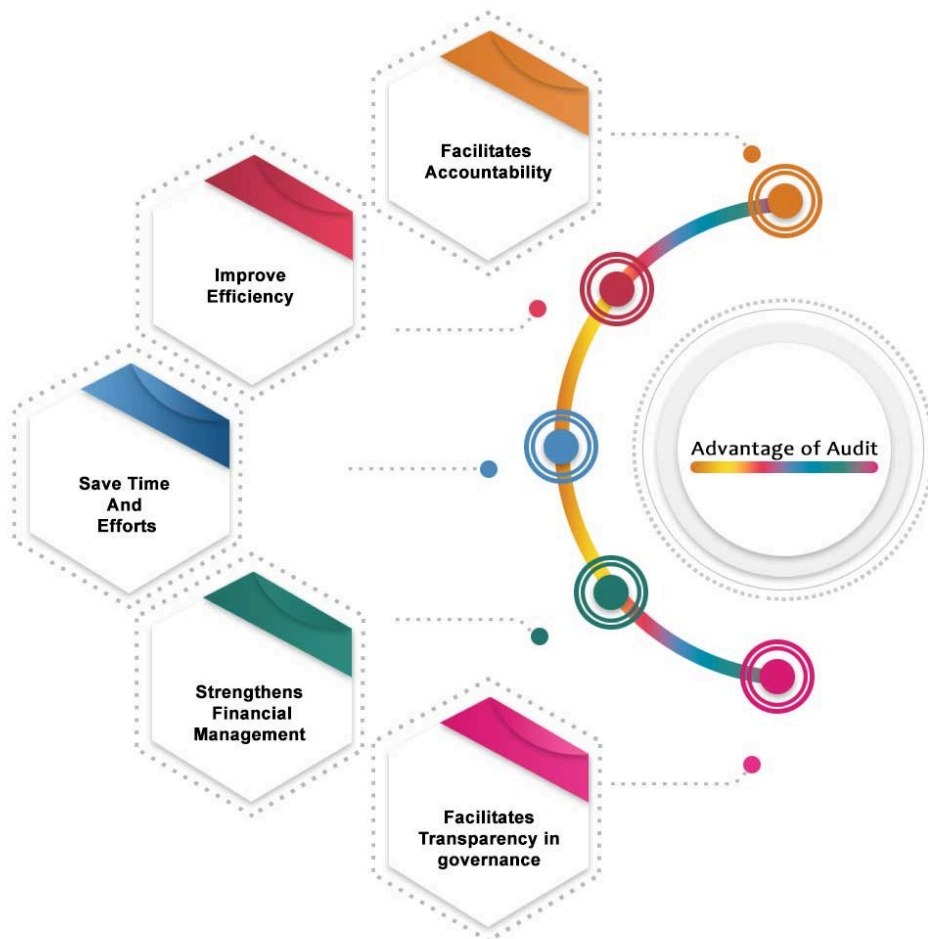 Facilitates
Accountability
Improve
Efficiency
Save Time
And
Efforts
Strengthens
Financial
Management
Facilitates
Transparency in
governance
Advantage of Audit